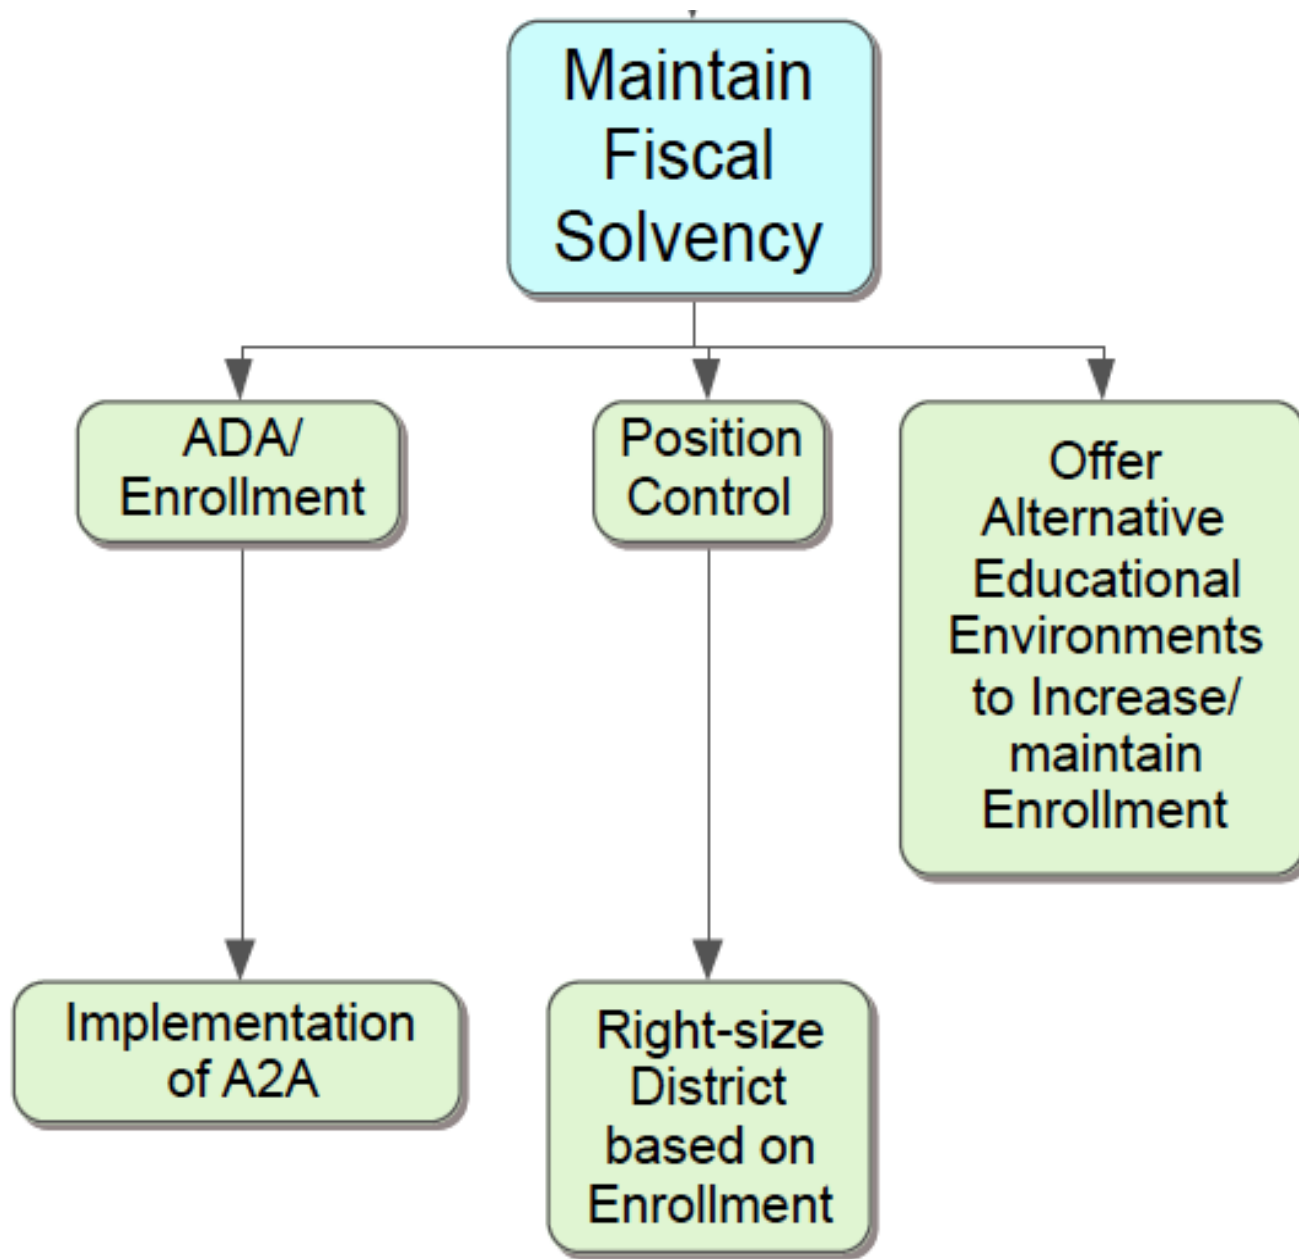 Maintain
Fiscal
Solvency
ADA/
Enrollment
Position
Control
Offer
Alternative
Educational
Environments
to Increase/
maintain
Enrollment
Implementation
of A2A
Right-size
District
based on
Enrollment